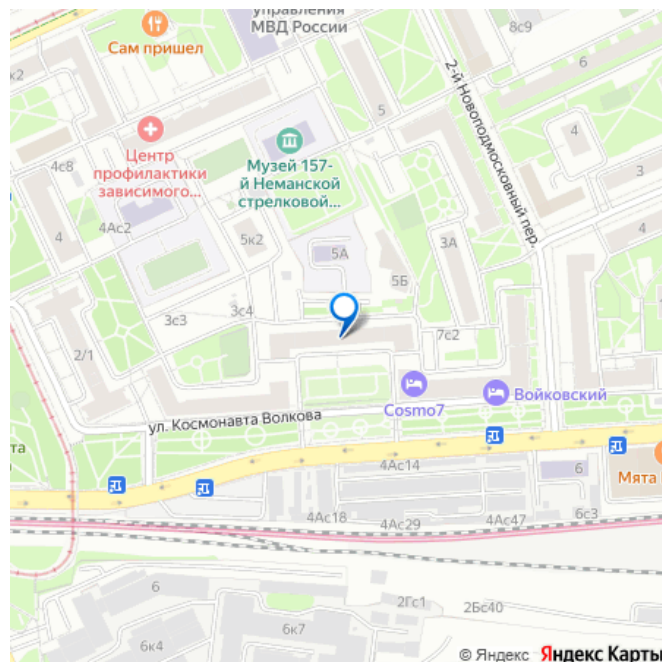 управления
МВД России
8с9
Сам пришел
к2
6
5
2-й Новоподмосковный пер.
4
Центр
профилактики
зависимого...
Музей 157-
й Неманской
стрелковой...
4с8
3
4Ас2
4
5к2
5А
3А
4
5Б
3с4
3с3
7с2
2/1
Cosmo7
Войковский
ул. Космонавта Волкова
та
4Ас14
6
Мята
4Ас18
4Ас29
4Ас47
6с3
6
2Гс1
2Бс40
6к4
6к7
© Яндекс Яндекс Карты